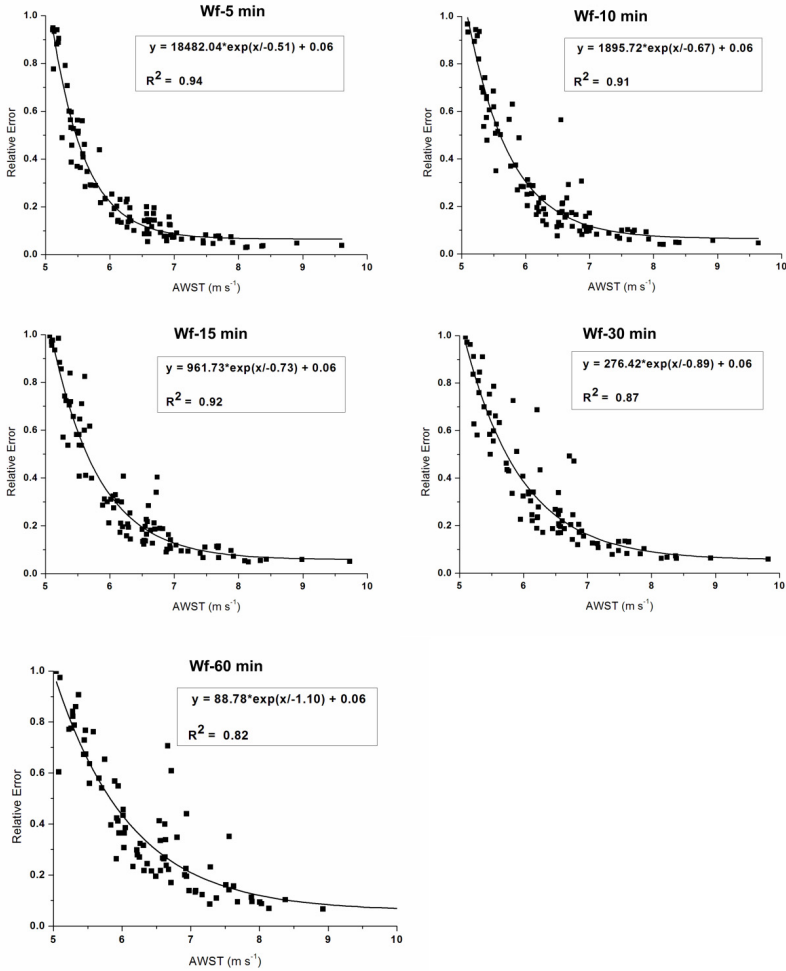 Wf-5 min
y = 18482.04*exp(x/-0.51) + 0.06
R² = 0.94
Relative Error
1.0
0.8
0.6
0.4
0.2
0.0
5 6 7 8 9 10
AWST (m s⁻¹)
Wf-10 min
y = 1895.72*exp(x/-0.67) + 0.06
R² = 0.91
Relative Error
1.0
0.8
0.6
0.4
0.2
0.0
5 6 7 8 9 10
AWST (m s⁻¹)
Wf-15 min
y = 961.73*exp(x/-0.73) + 0.06
R² = 0.92
Relative Error
1.0
0.8
0.6
0.4
0.2
0.0
5 6 7 8 9 10
AWST (m s⁻¹)
Wf-30 min
y = 276.42*exp(x/-0.89) + 0.06
R² = 0.87
Relative Error
1.0
0.8
0.6
0.4
0.2
0.0
5 6 7 8 9 10
AWST (m s⁻¹)
Wf-60 min
y = 88.78*exp(x/-1.10) + 0.06
R² = 0.82
Relative Error
1.0
0.8
0.6
0.4
0.2
0.0
5 6 7 8 9 10
AWST (m s⁻¹)